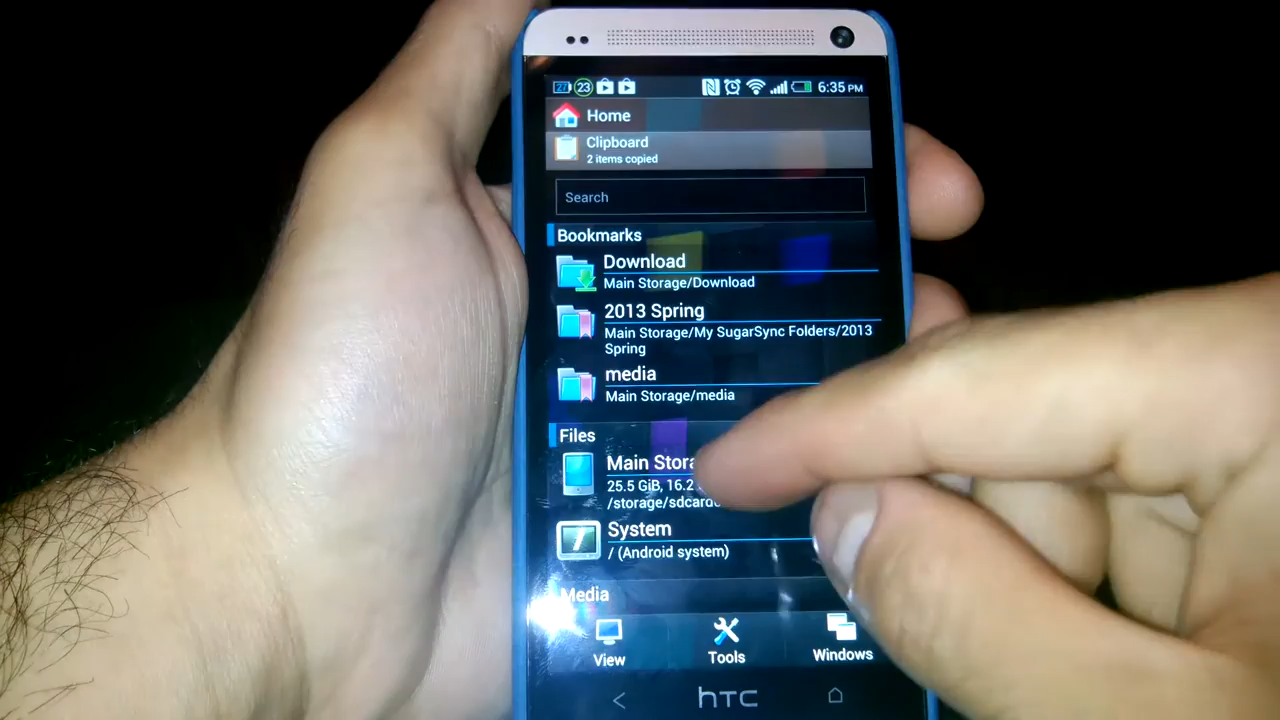 27 23 6:35 PM
Home
Clipboard
2 items copied
Search
Bookmarks
Download
Main Storage/Download
2013 Spring
Main Storage/My SugarSync Folders/2013
Spring
media
Main Storage/media
Files
Main Stora
25.5 GiB, 16.2
/storage/sdcard
System
/ (Android system)
Media
View Tools Windows
hTC